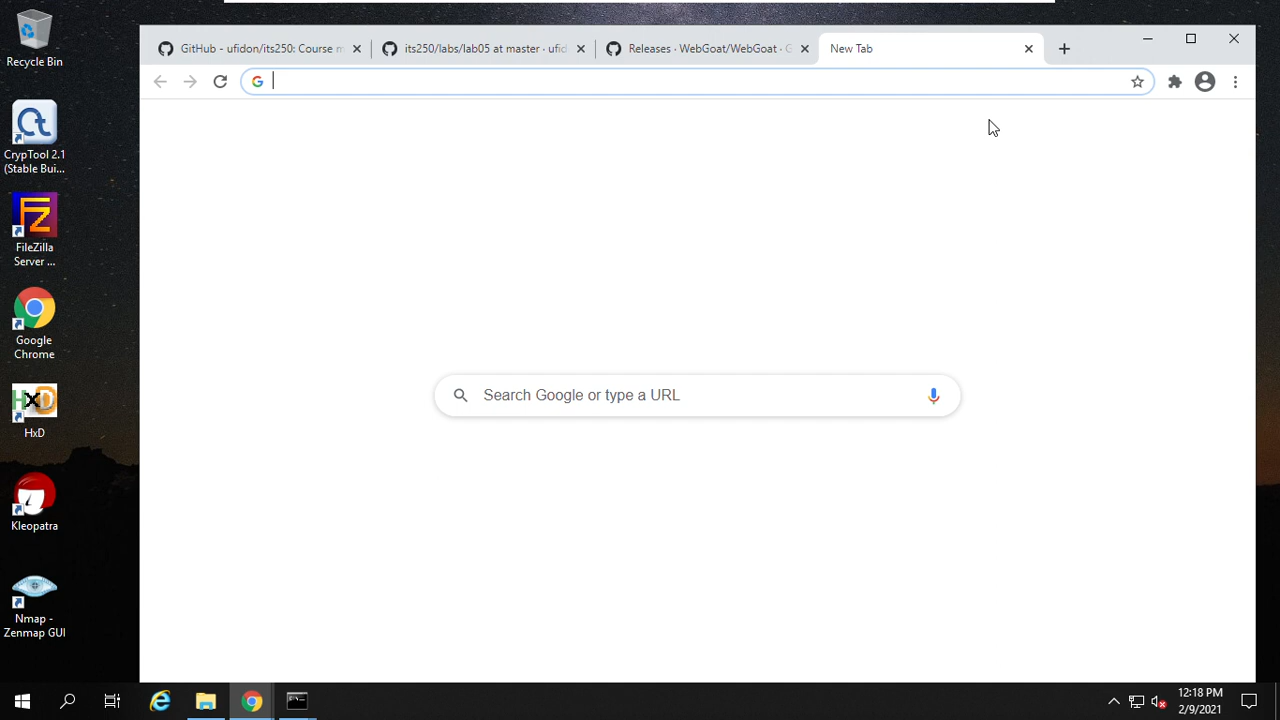 Recycle Bin
CrypTool 2.1
(Stable Bui...
FileZilla
Server ...
Google
Chrome
HxD
Kleopatra
Nmap -
Zenmap GUI
GitHub - ufidon/its250: Course m
its250/labs/lab05 at master · ufid
Releases · WebGoat/WebGoat · G
New Tab
Search Google or type a URL
12:18 PM
2/9/2021